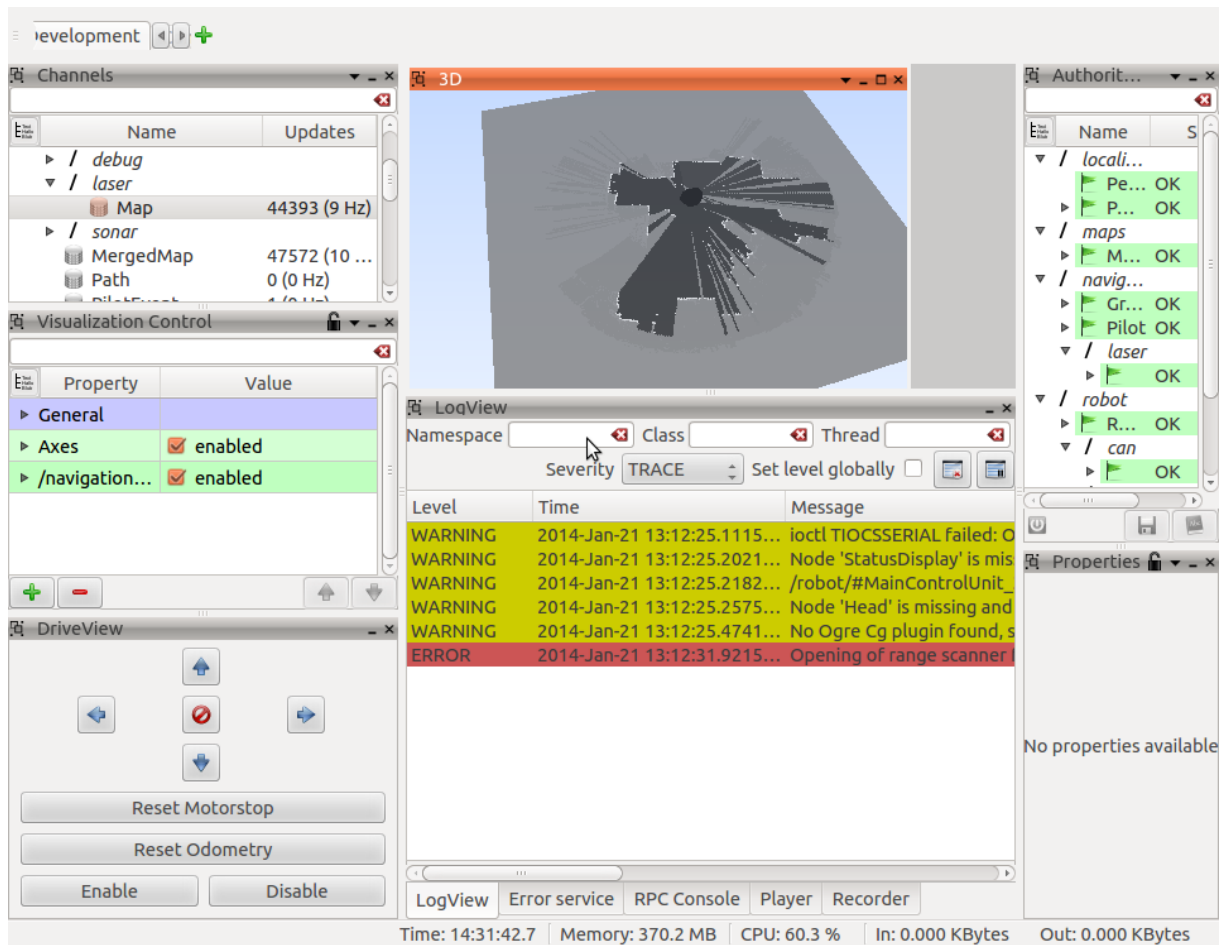 evelopment
Channels
Name Updates
/ debug
/ laser
Map 44393 (9 Hz)
/ sonar
MergedMap 47572 (10 ...
Path 0 (0 Hz)
Visualization Control
Property Value
General
Axes enabled
/navigation... enabled
DriveView
Reset Motorstop
Reset Odometry
Enable Disable
3D
LogView
Namespace Class Thread
Severity TRACE Set level globally
Level Time Message
WARNING 2014-Jan-21 13:12:25.1115... ioctl TIOCSSERIAL failed: O
WARNING 2014-Jan-21 13:12:25.2021... Node 'StatusDisplay' is mis
WARNING 2014-Jan-21 13:12:25.2182... /robot/#MainControlUnit_
WARNING 2014-Jan-21 13:12:25.2575... Node 'Head' is missing and
WARNING 2014-Jan-21 13:12:25.4741... No Ogre Cg plugin found, s
ERROR 2014-Jan-21 13:12:31.9215... Opening of range scanner
LogView Error service RPC Console Player Recorder
Authorit...
Name S
/ locali...
Pe... OK
P... OK
/ maps
M... OK
/ navig...
Gr... OK
Pilot OK
/ laser
OK
/ robot
R... OK
/ can
OK
Properties
No properties available
Time: 14:31:42.7 Memory: 370.2 MB CPU: 60.3 % In: 0.000 KBytes Out: 0.000 KBytes